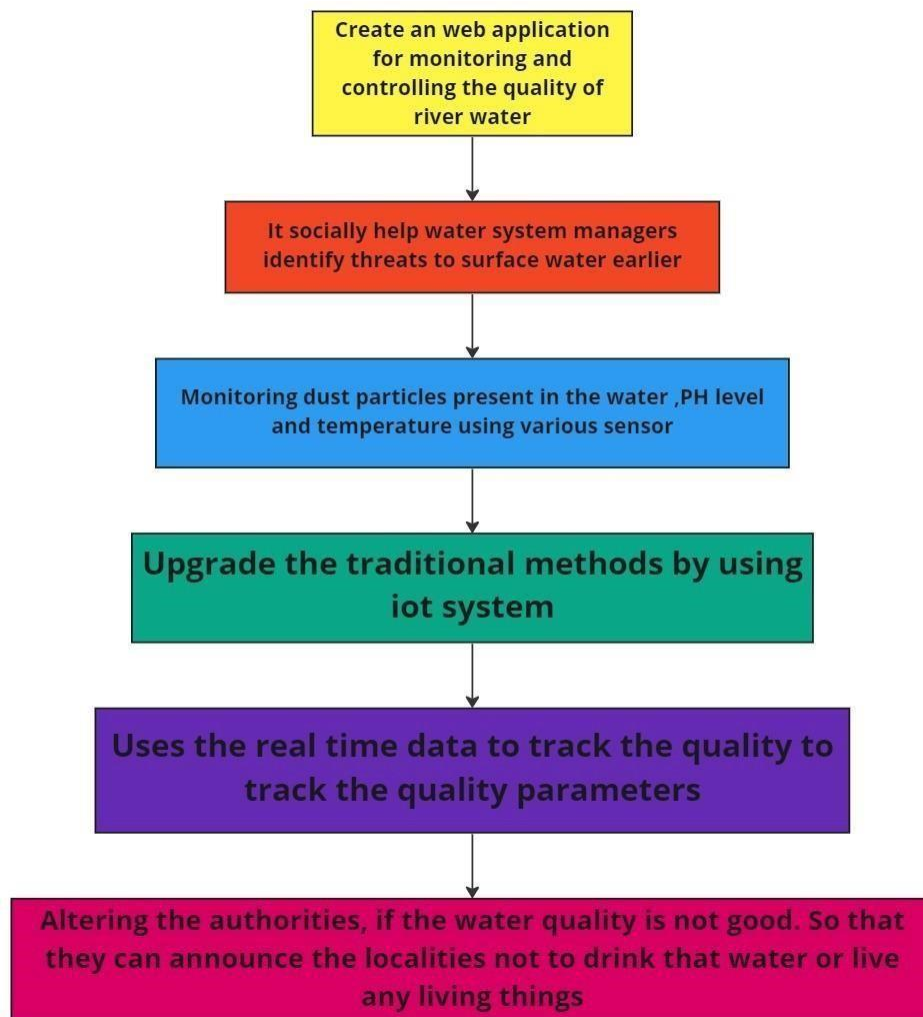 Create an web application
for monitoring and
controlling the quality of
river water
It socially help water system managers
identify threats to surface water earlier
Monitoring dust particles present in the water ,PH level
and temperature using various sensor
Upgrade the traditional methods by using
iot system
Uses the real time data to track the quality to
track the quality parameters
Altering the authorities, if the water quality is not good. So that
they can announce the localities not to drink that water or live
any living things